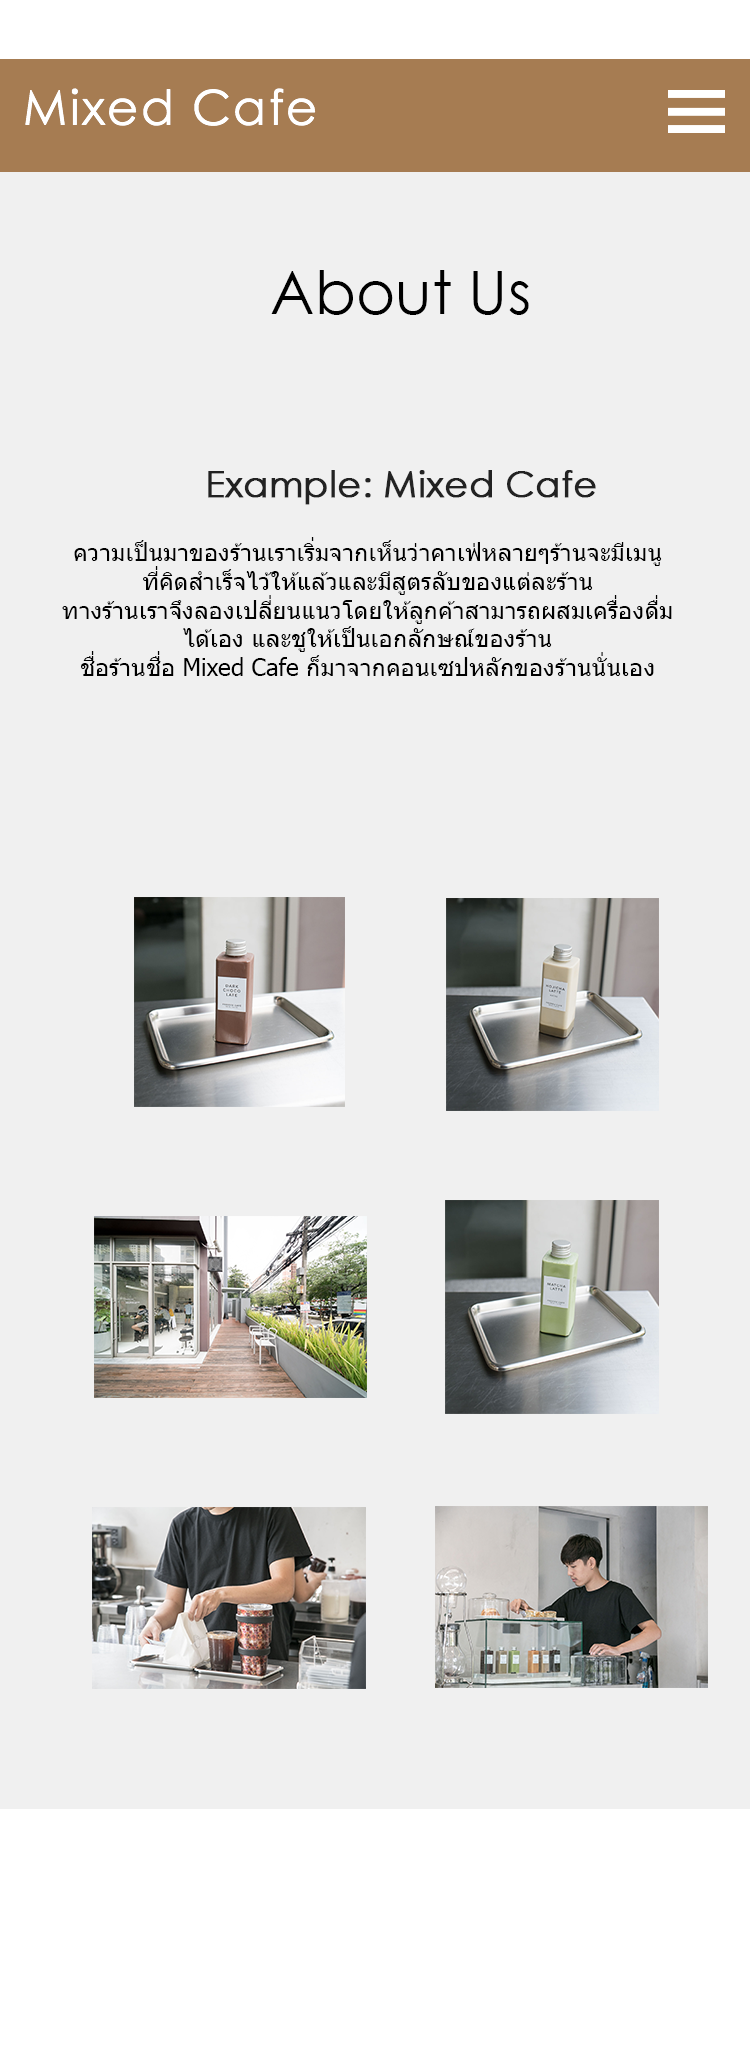 Mixed Cafe
About Us
Example: Mixed Cafe
ความเป็นมาของร้านเราเริ่มจากเห็นว่าคาเฟ่หลายๆร้านจะมีเมนู
ที่คิดสำเร็จไว้ให้แล้วและมีสูตรลับของแต่ละร้าน
ทางร้านเราจึงลองเปลี่ยนแนวโดยให้ลูกค้าสามารถผสมเครื่องดื่ม
ได้เอง และชูให้เป็นเอกลักษณ์ของร้าน
ชื่อร้านชื่อ Mixed Cafe ก็มาจากคอนเซปหลักของร้านนั่นเอง
DARK
CHOCO
LATE
HOJICHA
LATTE
MATCHA
LATTE